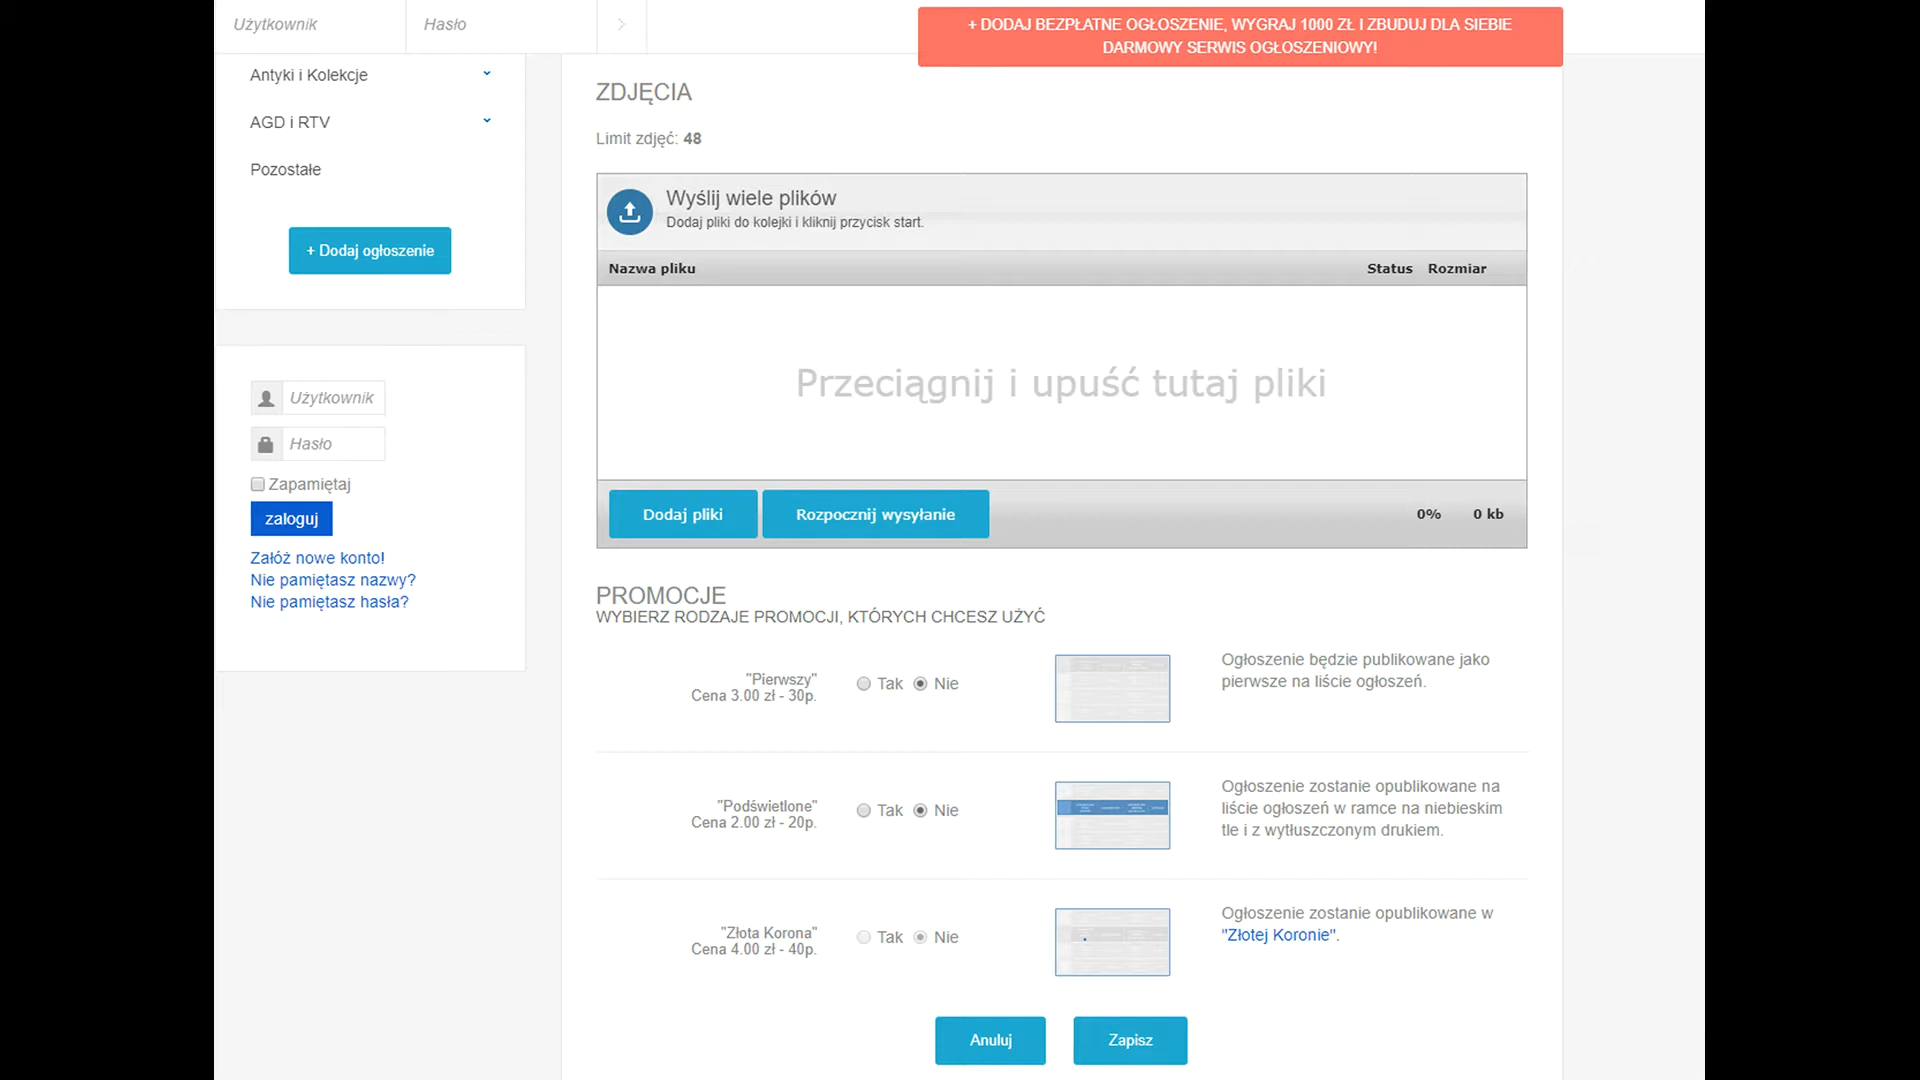 Użytkownik
Hasło
+ DODAJ BEZPŁATNE OGŁOSZENIE, WYGRAJ 1000 ZŁ I ZBUDUJ DLA SIEBIE
DARMOWY SERWIS OGŁOSZENIOWY!
Antyki i Kolekcje
AGD i RTV
Pozostałe
+ Dodaj ogłoszenie
Użytkownik
Hasło
Zapamiętaj
zaloguj
Załóż nowe konto!
Nie pamiętasz nazwy?
Nie pamiętasz hasła?
ZDJĘCIA
Limit zdjęć: 48
Wyślij wiele plików
Dodaj pliki do kolejki i kliknij przycisk start.
Nazwa pliku Status Rozmiar
Przeciągnij i upuść tutaj pliki
Dodaj pliki Rozpocznij wysyłanie 0% 0 kb
PROMOCJE
WYBIERZ RODZAJE PROMOCJI, KTÓRYCH CHCESZ UŻYĆ
"Pierwszy"
Cena 3.00 zł - 30p.
Tak Nie
Ogłoszenie będzie publikowane jako
pierwsze na liście ogłoszeń.
"Podświetlone"
Cena 2.00 zł - 20p.
Tak Nie
Ogłoszenie zostanie opublikowane na
liście ogłoszeń w ramce na niebieskim
tle i z wytłuszczonym drukiem.
"Złota Korona"
Cena 4.00 zł - 40p.
Tak Nie
Ogłoszenie zostanie opublikowane w
"Złotej Koronie".
Anuluj Zapisz